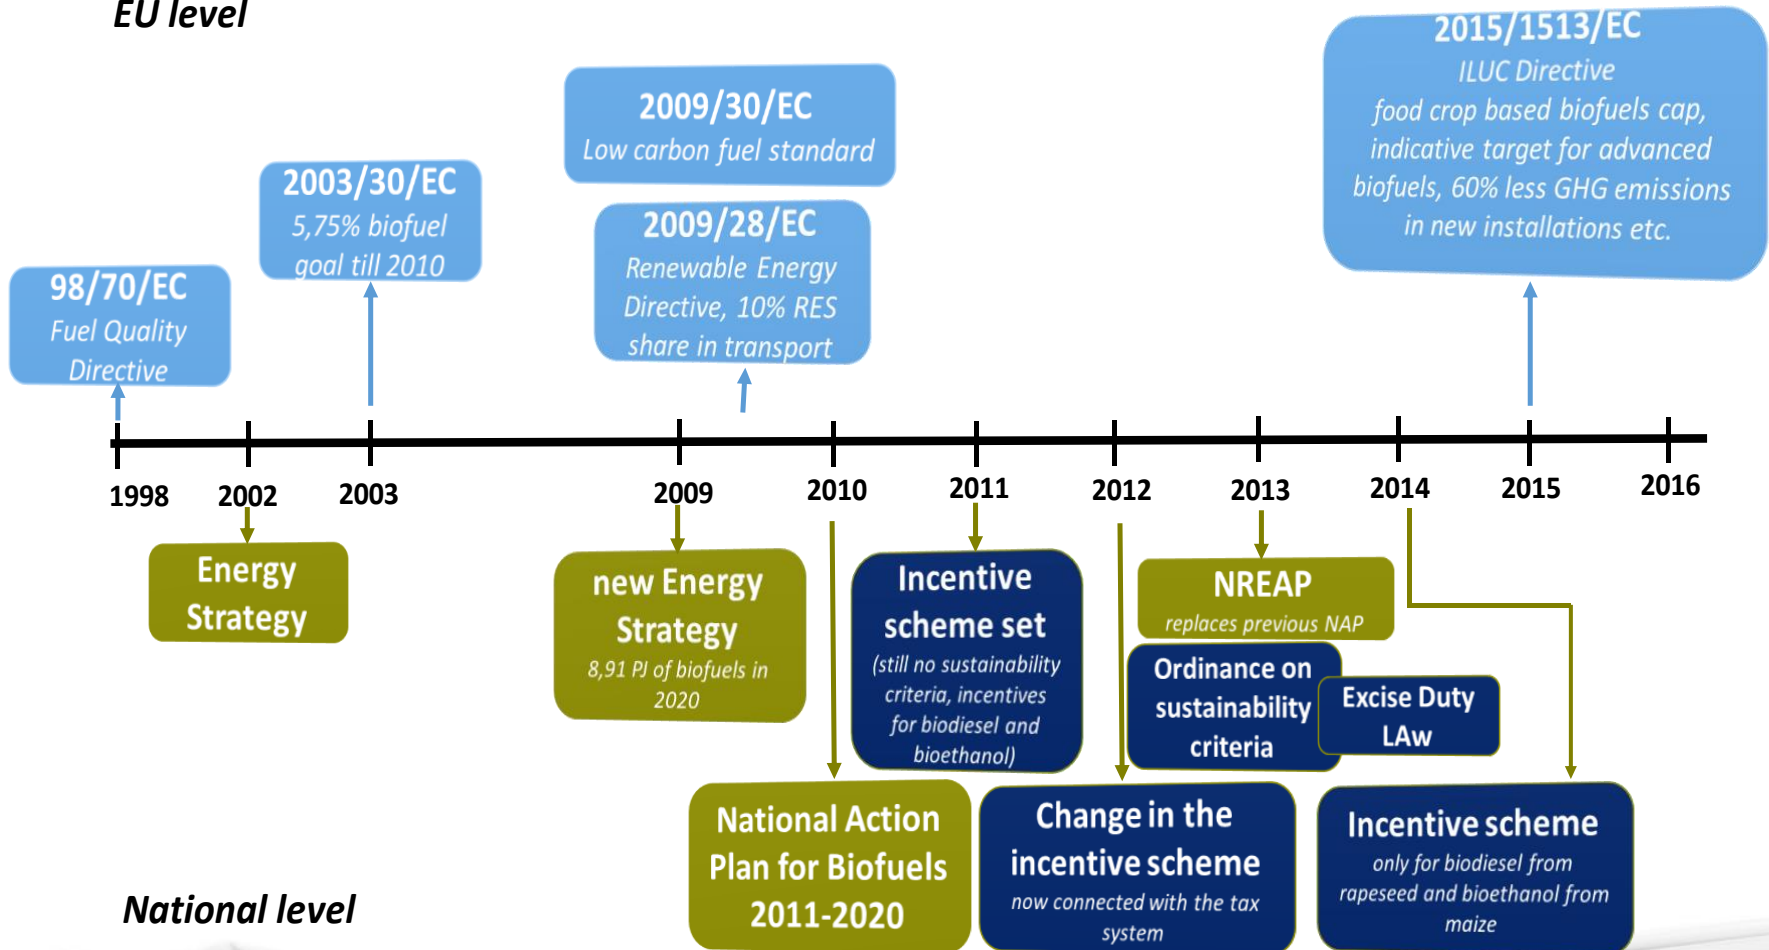 EU level
98/70/EC
Fuel Quality
Directive
2003/30/EC
5,75% biofuel
goal till 2010
2009/30/EC
Low carbon fuel standard
2009/28/EC
Renewable Energy
Directive, 10% RES
share in transport
2015/1513/EC
ILUC Directive
food crop based biofuels cap,
indicative target for advanced
biofuels, 60% less GHG emissions
in new installations etc.
1998
2002
2003
2009
2010
2011
2012
2013
2014
2015
2016
Energy
Strategy
new Energy
Strategy
8,91 PJ of biofuels in
2020
National Action
Plan for Biofuels
2011-2020
Incentive
scheme set
(still no sustainability
criteria, incentives
for biodiesel and
bioethanol)
Change in the
incentive scheme
now connected with the tax
system
NREAP
replaces previous NAP
Ordinance on
sustainability
criteria
Excise Duty
LAw
Incentive scheme
only for biodiesel from
rapeseed and bioethanol from
maize
National level